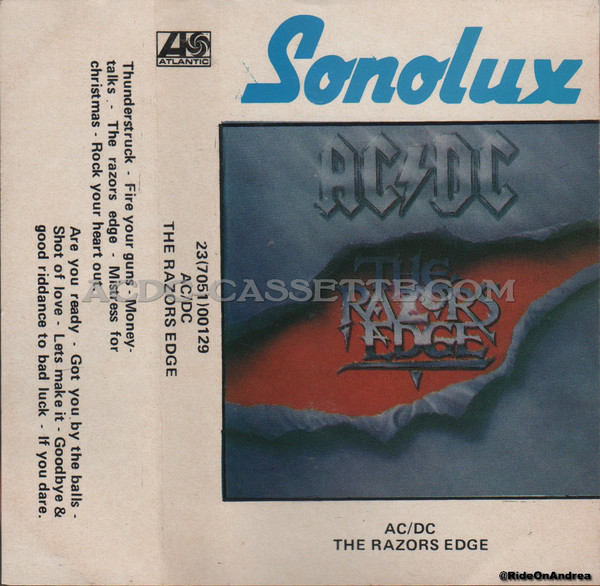 Thunderstruck - Fire your guns - Money-
talks .- The razors edge - Mistress for
christmas - Rock your heart out
Are you ready - Got you by the balls -
Shot of love - Lets make it - Goodbye &
good riddance to bad luck - If you dare.
ATLANTIC
23(7051)00129
AC/DC
THE RAZORS EDGE
Sonolux
AC/DC
THE
RAZORS
EDGE
AC/DC
THE RAZORS EDGE
ACDCCASSETTE.COM
@RideOnAndrea